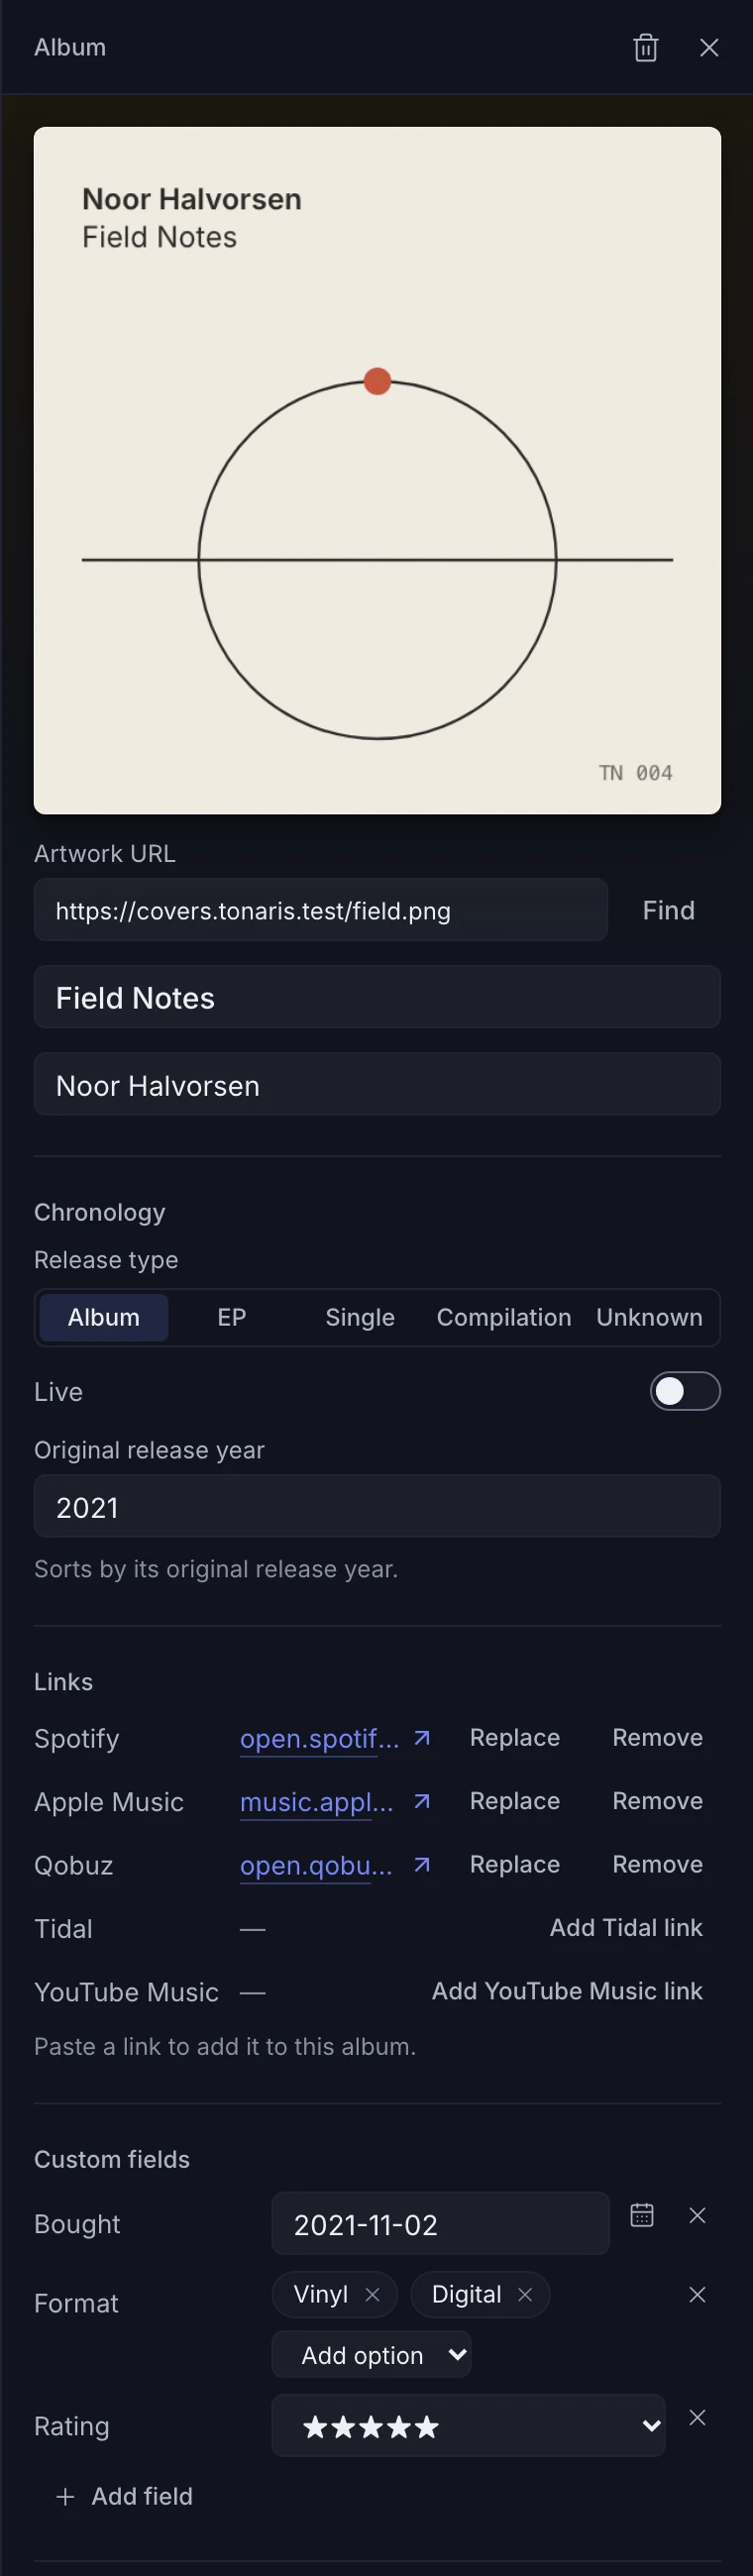 Album
Noor Halvorsen
Field Notes
TN 004
Artwork URL
https://covers.tonaris.test/field.png Find
Field Notes
Noor Halvorsen
Chronology
Release type
Album EP Single Compilation Unknown
Live
Original release year
2021
Sorts by its original release year.
Links
Spotify open.spotif... Replace Remove
Apple Music music.appl... Replace Remove
Qobuz open.qobu... Replace Remove
Tidal — Add Tidal link
YouTube Music — Add YouTube Music link
Paste a link to add it to this album.
Custom fields
Bought 2021-11-02
Format Vinyl Digital
Add option
Rating ★★★★★
+ Add field